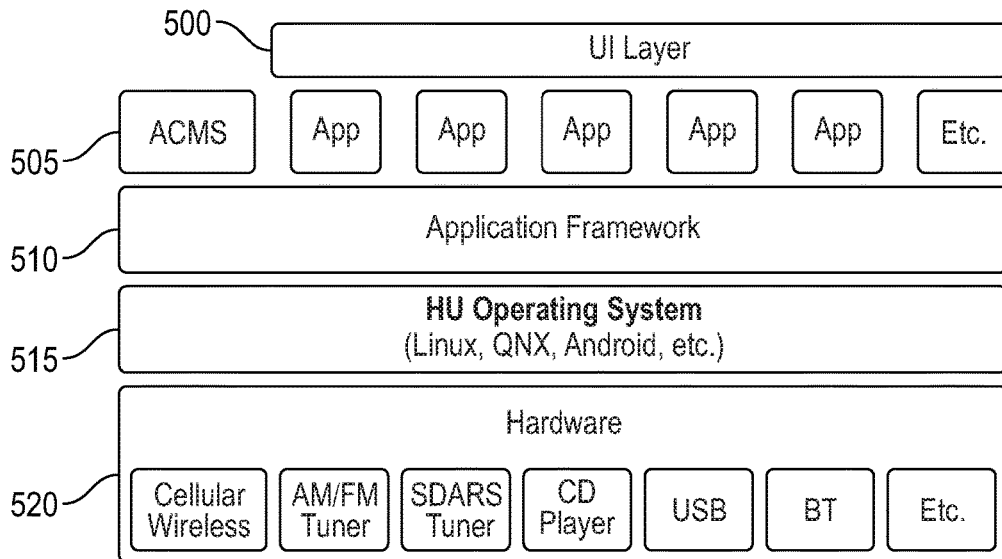 500
UI Layer
505
ACMS
App
App
App
App
App
Etc.
510
Application Framework
515
HU Operating System
(Linux, QNX, Android, etc.)
520
Hardware
Cellular
Wireless
AM/FM
Tuner
SDARS
Tuner
CD
Player
USB
BT
Etc.